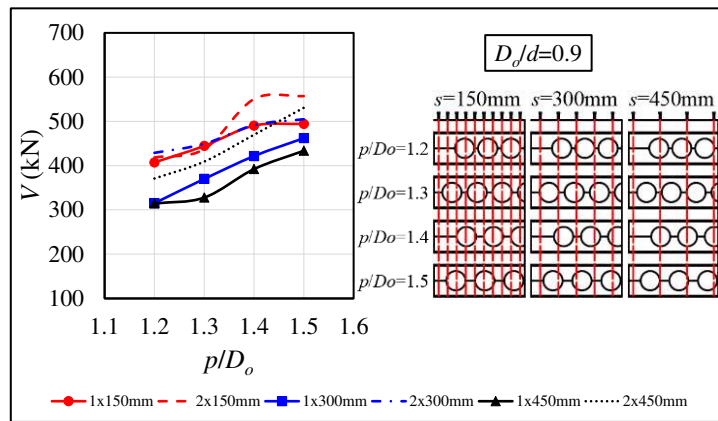 700
600
500
400
300
200
100
V (kN)
1.1 1.2 1.3 1.4 1.5 1.6
p/Do
Do/d=0.9
s=150mm s=300mm s=450mm
p/Do=1.2
p/Do=1.3
p/Do=1.4
p/Do=1.5
1x150mm 2x150mm 1x300mm 2x300mm 1x450mm 2x450mm